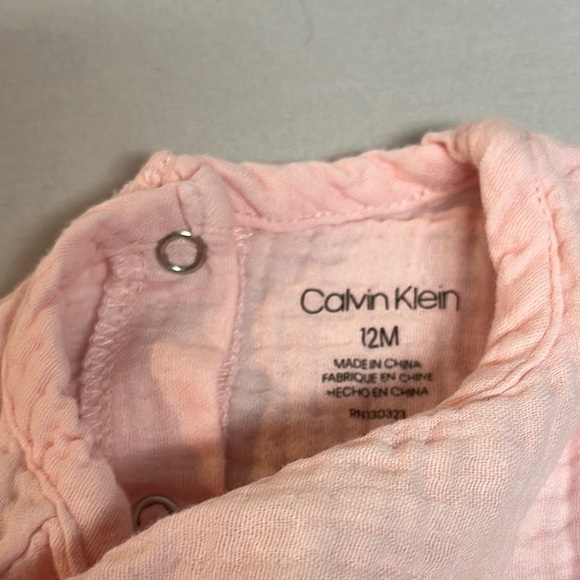 Calvin Klein
12M
MADE IN CHINA
FABRIQUE EN CHINE
HECHO EN CHINA
RN130323